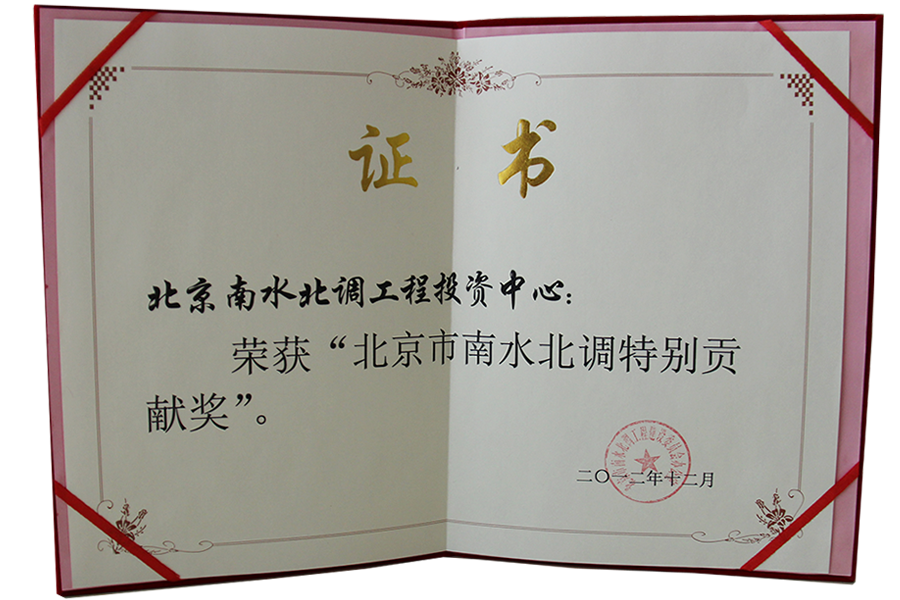 证 书
北京南水北调工程投资中心：
荣获“北京市南水北调特别贡
献奖”。
二〇一二年十二月